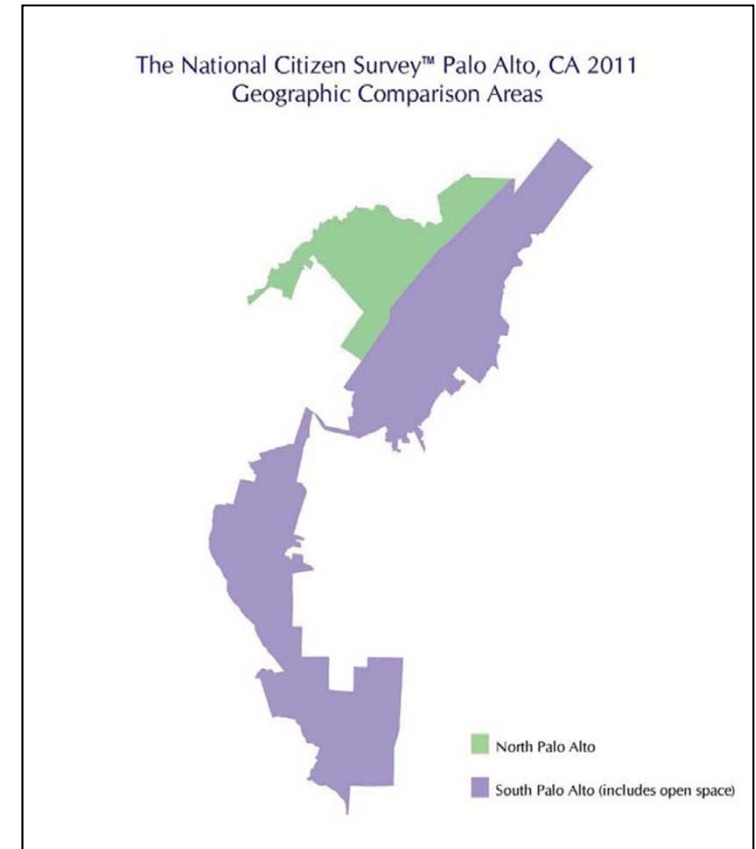 The National Citizen Survey™ Palo Alto, CA 2011
Geographic Comparison Areas
North Palo Alto
South Palo Alto (includes open space)